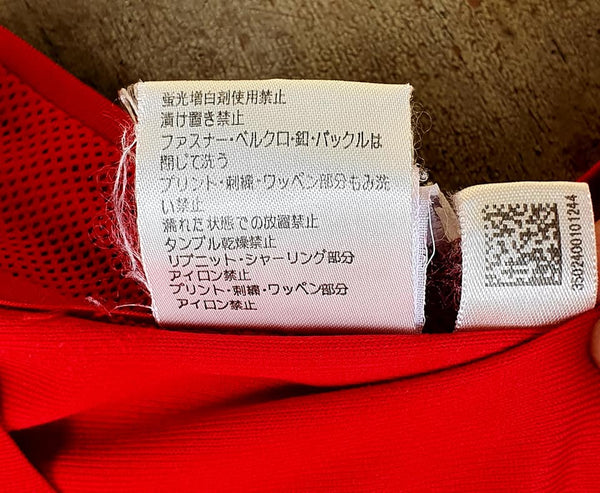 蛍光増白剤使用禁止
漬け置き禁止
ファスナー・ベルクロ・釦・バックルは
閉じて洗う
プリント・刺繍・ワッペン部分もみ洗
い禁止
濡れた状態での放置禁止
タンブル乾燥禁止
リブニット・シャーリング部分
アイロン禁止
プリント・刺繍・ワッペン部分
アイロン禁止
3502400101244